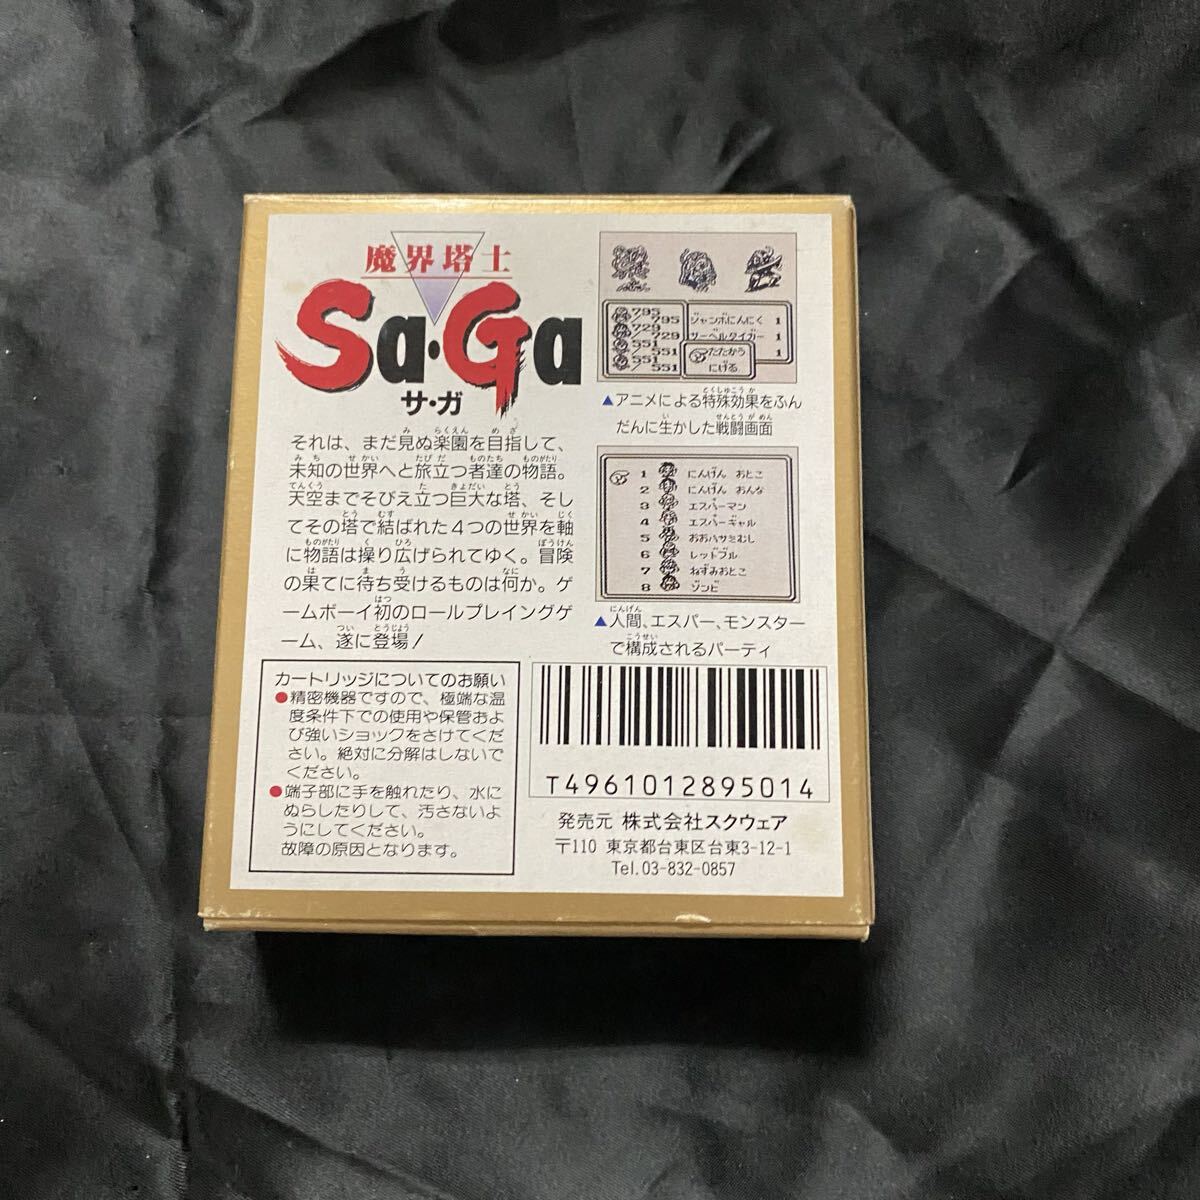 魔界塔士
Sa・Ga
サ・ガ
それは、まだ見ぬ楽園を目指して、
未知の世界へと旅立つ者達の物語。
天空までそびえ立つ巨大な塔、そし
てその塔で結ばれた4つの世界を軸
に物語は操り広げられてゆく。冒険
の果てに待ち受けるものは何か。ゲ
ームボーイ初のロールプレイングゲ
ーム、遂に登場！
795/795
729/729
551/551
551/551
ジャンボにんにく 1
サーベルタイガー 1
1
たたかう
にげる
▲アニメによる特殊効果をふん
だんに生かした戦闘画面
1 にんげん おとこ
2 にんげん おんな
3 エスパーマン
4 エスパーギャル
5 おおハサミむし
6 レッドブル
7 ねずみおとこ
8 ゾンビ
▲人間、エスパー、モンスター
で構成されるパーティ
カートリッジについてのお願い
●精密機器ですので、極端な温
度条件下での使用や保管およ
び強いショックをさけてくだ
さい。絶対に分解はしないで
ください。
●端子部に手を触れたり、水に
ぬらしたりして、汚さないよ
うにしてください。
故障の原因となります。
T4961012895014
発売元 株式会社スクウェア
〒110 東京都台東区台東3-12-1
Tel.03-832-0857